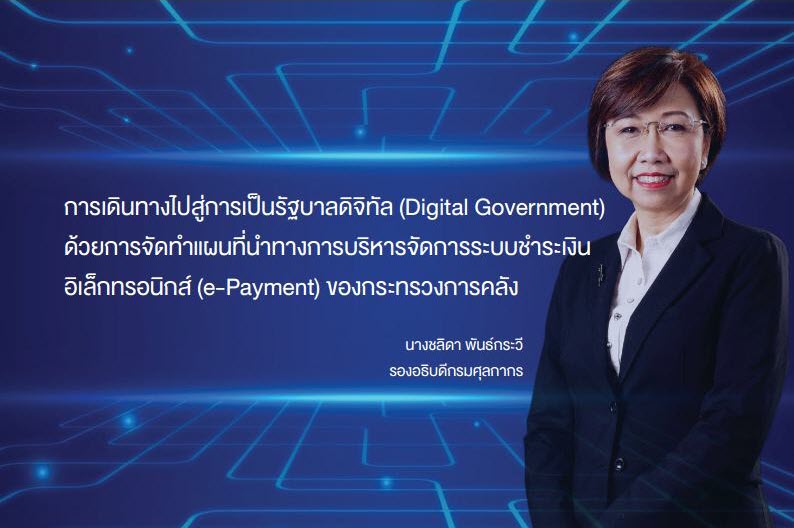 การเดินทางไปสู่การเป็นรัฐบาลดิจิทัล (Digital Government)
ด้วยการจัดทำแผนที่นำทางการบริหารจัดการระบบชำระเงิน
อิเล็กทรอนิกส์ (e-Payment) ของกระทรวงการคลัง
นางชลิดา พันธ์กระวี
รองอธิบดีกรมศุลกากร